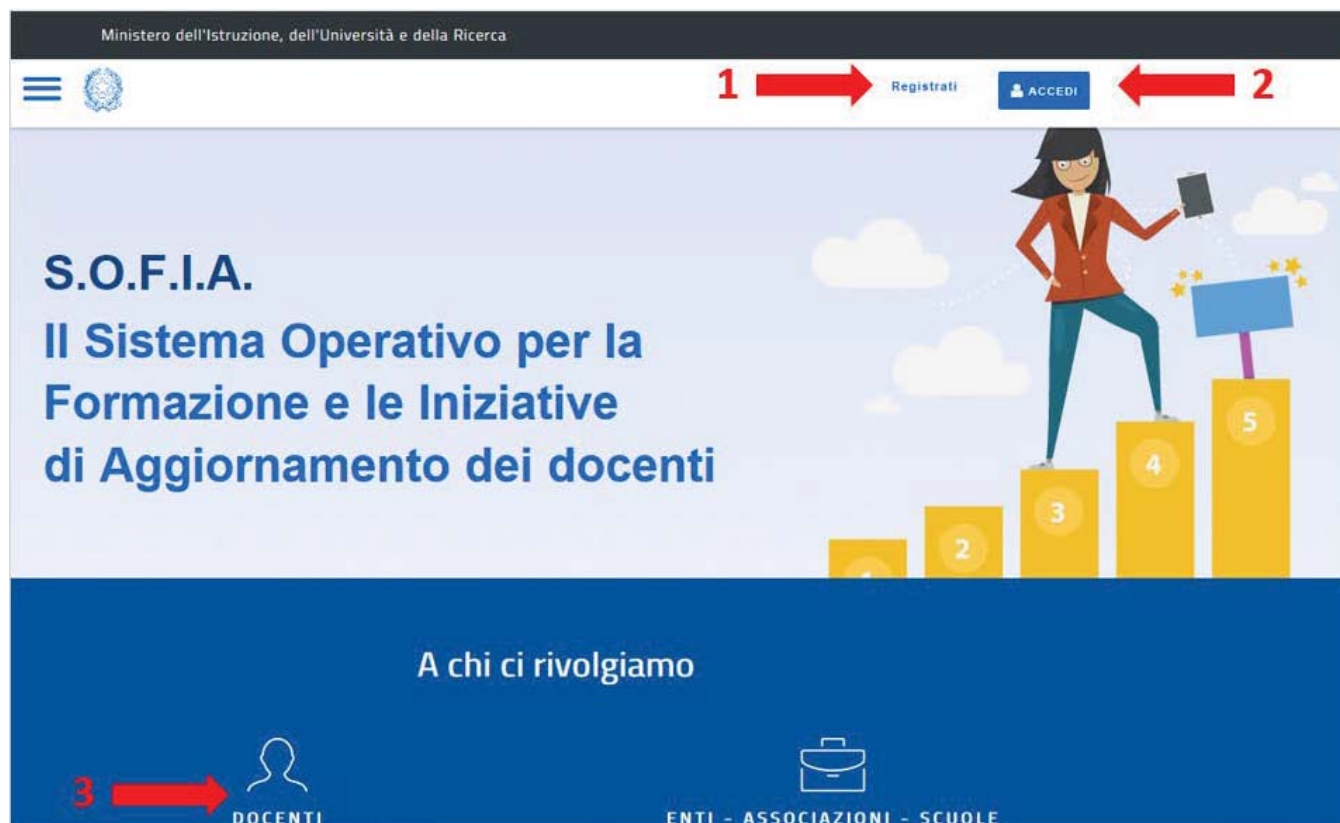 Ministero dell'Istruzione, dell'Università e della Ricerca
1
Registrati
ACCEDI
2
S.O.F.I.A.
Il Sistema Operativo per la
Formazione e le Iniziative
di Aggiornamento dei docenti
5
4
3
2
1
A chi ci rivolgiamo
3
DOCENTI
ENTI - ASSOCIAZIONI - SCUOLE